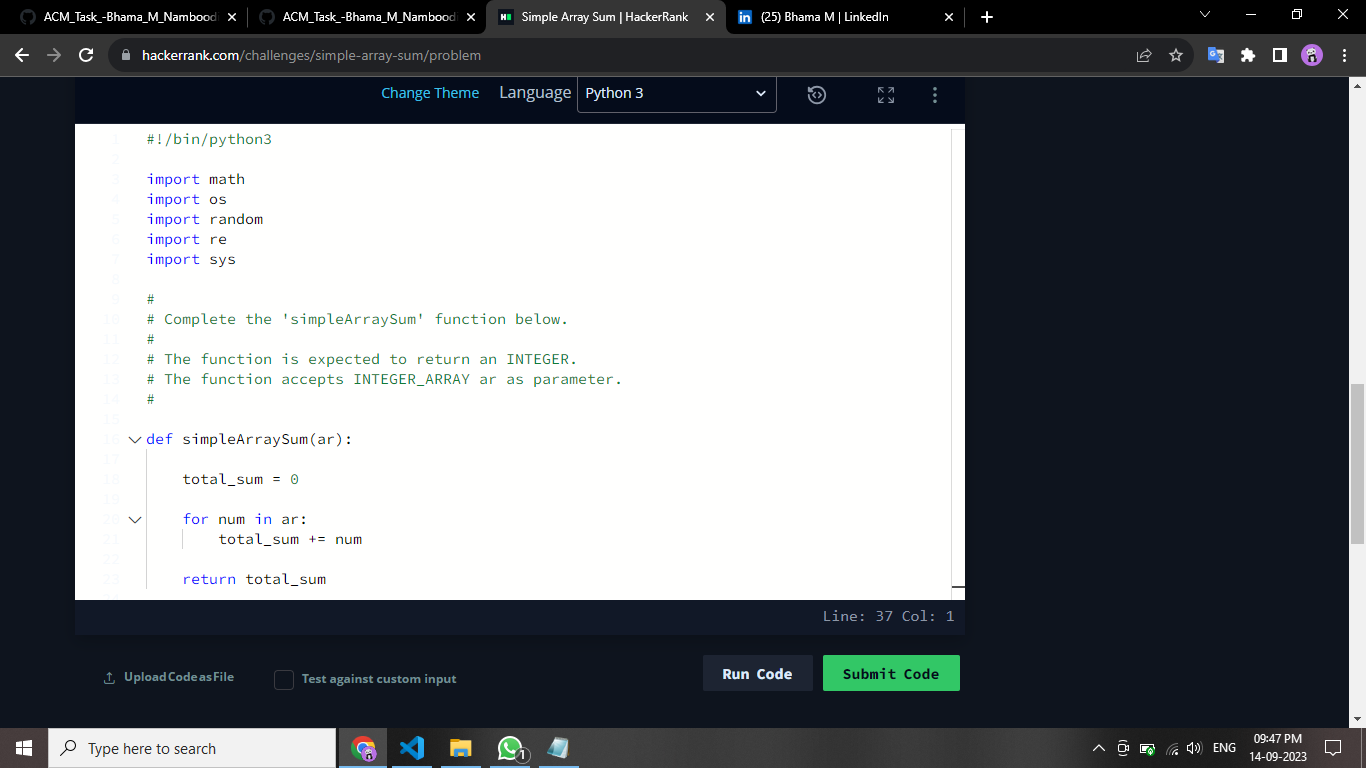 ACM_Task_-Bhama_M_Nambood
ACM_Task_-Bhama_M_Nambood
Simple Array Sum | HackerRank
(25) Bhama M | LinkedIn
hackerrank.com/challenges/simple-array-sum/problem
Change Theme Language Python 3
1 #!/bin/python3
2
3 import math
4 import os
5 import random
6 import re
7 import sys
8
9 #
10 # Complete the 'simpleArraySum' function below.
11 #
12 # The function is expected to return an INTEGER.
13 # The function accepts INTEGER_ARRAY ar as parameter.
14 #
15
16 def simpleArraySum(ar):
17
18 total_sum = 0
19
20 for num in ar:
21 total_sum += num
22
23 return total_sum
Line: 37 Col: 1
Upload Code as File Test against custom input Run Code Submit Code
Type here to search
1
ENG
09:47 PM
14-09-2023